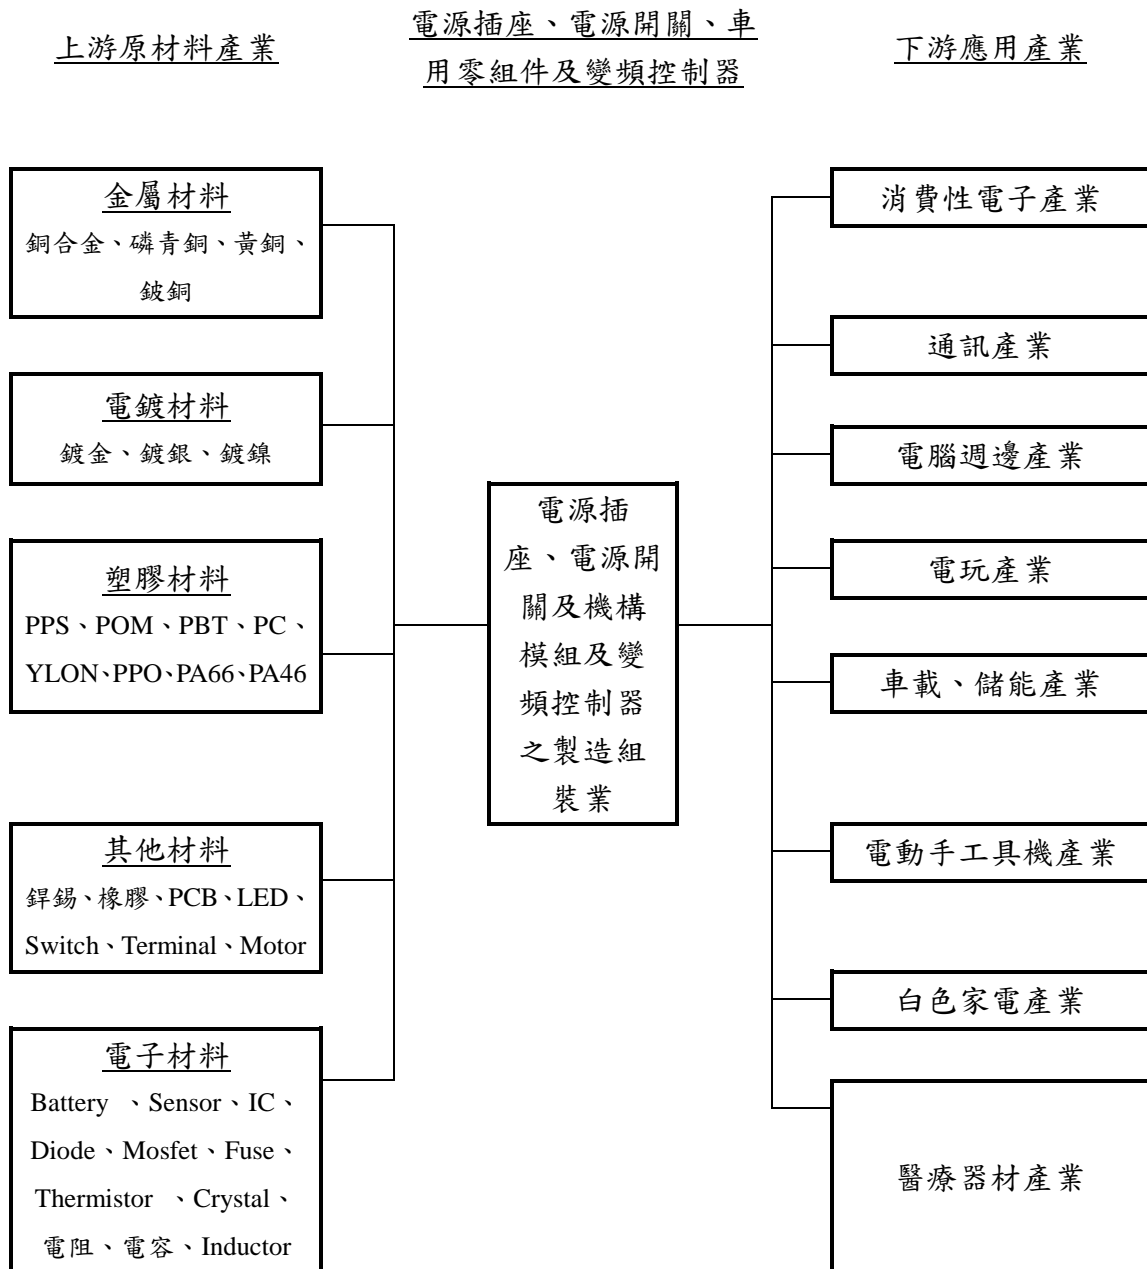 上游原材料產業
電源插座、電源開關、車
用零組件及變頻控制器
下游應用產業
金屬材料
銅合金、磷青銅、黃銅、
鈹銅
電鍍材料
鍍金、鍍銀、鍍鎳
塑膠材料
PPS、POM、PBT、PC、
YLON、PPO、PA66、PA46
其他材料
銲錫、橡膠、PCB、LED、
Switch、Terminal、Motor
電子材料
Battery 、Sensor、IC、
Diode、Mosfet、Fuse、
Thermistor 、Crystal、
電阻、電容、Inductor
電源插
座、電源開
關及機構
模組及變
頻控制器
之製造組
裝業
消費性電子產業
通訊產業
電腦週邊產業
電玩產業
車載、儲能產業
電動手工具機產業
白色家電產業
醫療器材產業